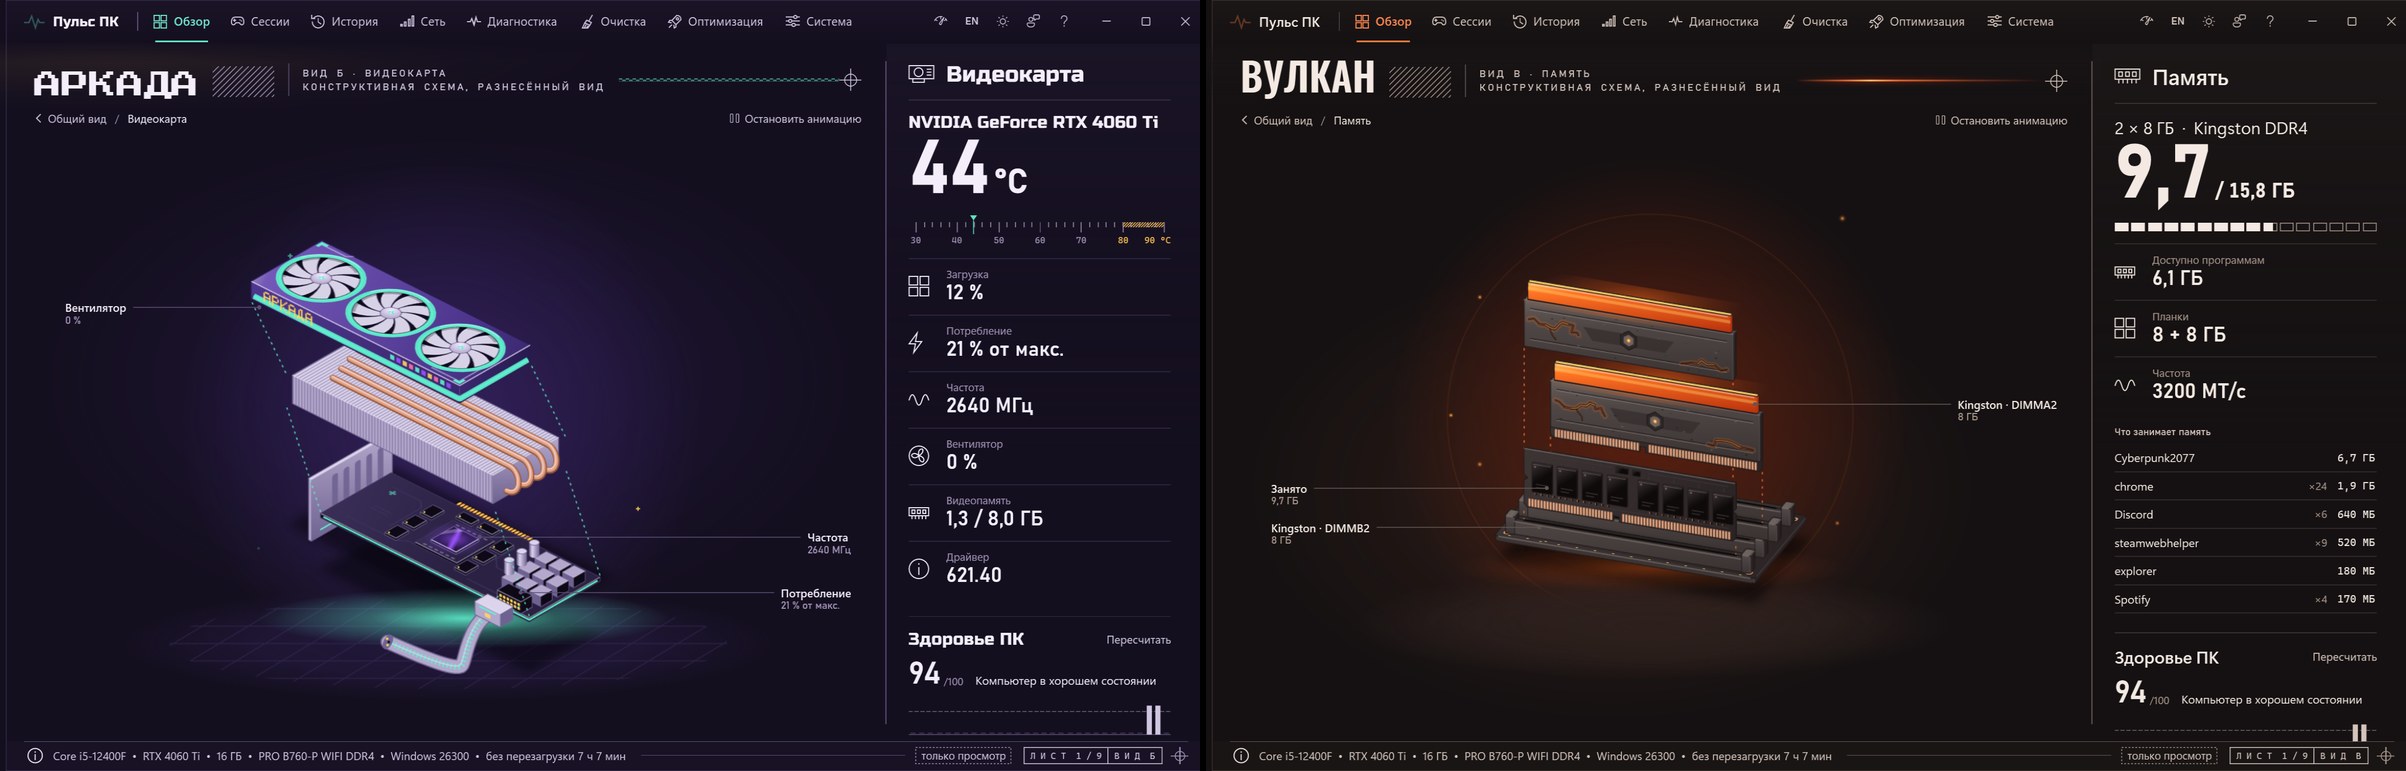 Пульс ПК
Обзор
Сессии
История
Сеть
Диагностика
Очистка
Оптимизация
Система
EN
АРКАДА
ВИД Б · ВИДЕОКАРТА
КОНСТРУКТИВНАЯ СХЕМА, РАЗНЕСЁННЫЙ ВИД
Общий вид / Видеокарта
Остановить анимацию
Вентилятор
0 %
АРКАДА
Частота
2640 МГц
Потребление
21 % от макс.
Видеокарта
NVIDIA GeForce RTX 4060 Ti
44 °C
30 40 50 60 70 80 90 °C
Загрузка
12 %
Потребление
21 % от макс.
Частота
2640 МГц
Вентилятор
0 %
Видеопамять
1,3 / 8,0 ГБ
Драйвер
621.40
Здоровье ПК
Пересчитать
94 /100 Компьютер в хорошем состоянии
Core i5-12400F • RTX 4060 Ti • 16 ГБ • PRO B760-P WIFI DDR4 • Windows 26300 • без перезагрузки 7 ч 7 мин
только просмотр
ЛИСТ 1/9 ВИД Б
Пульс ПК
Обзор
Сессии
История
Сеть
Диагностика
Очистка
Оптимизация
Система
EN
ВУЛКАН
ВИД В · ПАМЯТЬ
КОНСТРУКТИВНАЯ СХЕМА, РАЗНЕСЁННЫЙ ВИД
Общий вид / Память
Остановить анимацию
Kingston · DIMMA2
8 ГБ
Занято
9,7 ГБ
Kingston · DIMMB2
8 ГБ
Память
2 × 8 ГБ · Kingston DDR4
9,7 / 15,8 ГБ
Доступно программам
6,1 ГБ
Планки
8 + 8 ГБ
Частота
3200 МТ/с
Что занимает память
Cyberpunk2077 6,7 ГБ
chrome ×24 1,9 ГБ
Discord ×6 640 МБ
steamwebhelper ×9 520 МБ
explorer 180 МБ
Spotify ×4 170 МБ
Здоровье ПК
Пересчитать
94 /100 Компьютер в хорошем состоянии
Core i5-12400F • RTX 4060 Ti • 16 ГБ • PRO B760-P WIFI DDR4 • Windows 26300 • без перезагрузки 7 ч 7 мин
только просмотр
ЛИСТ 1/9 ВИД В